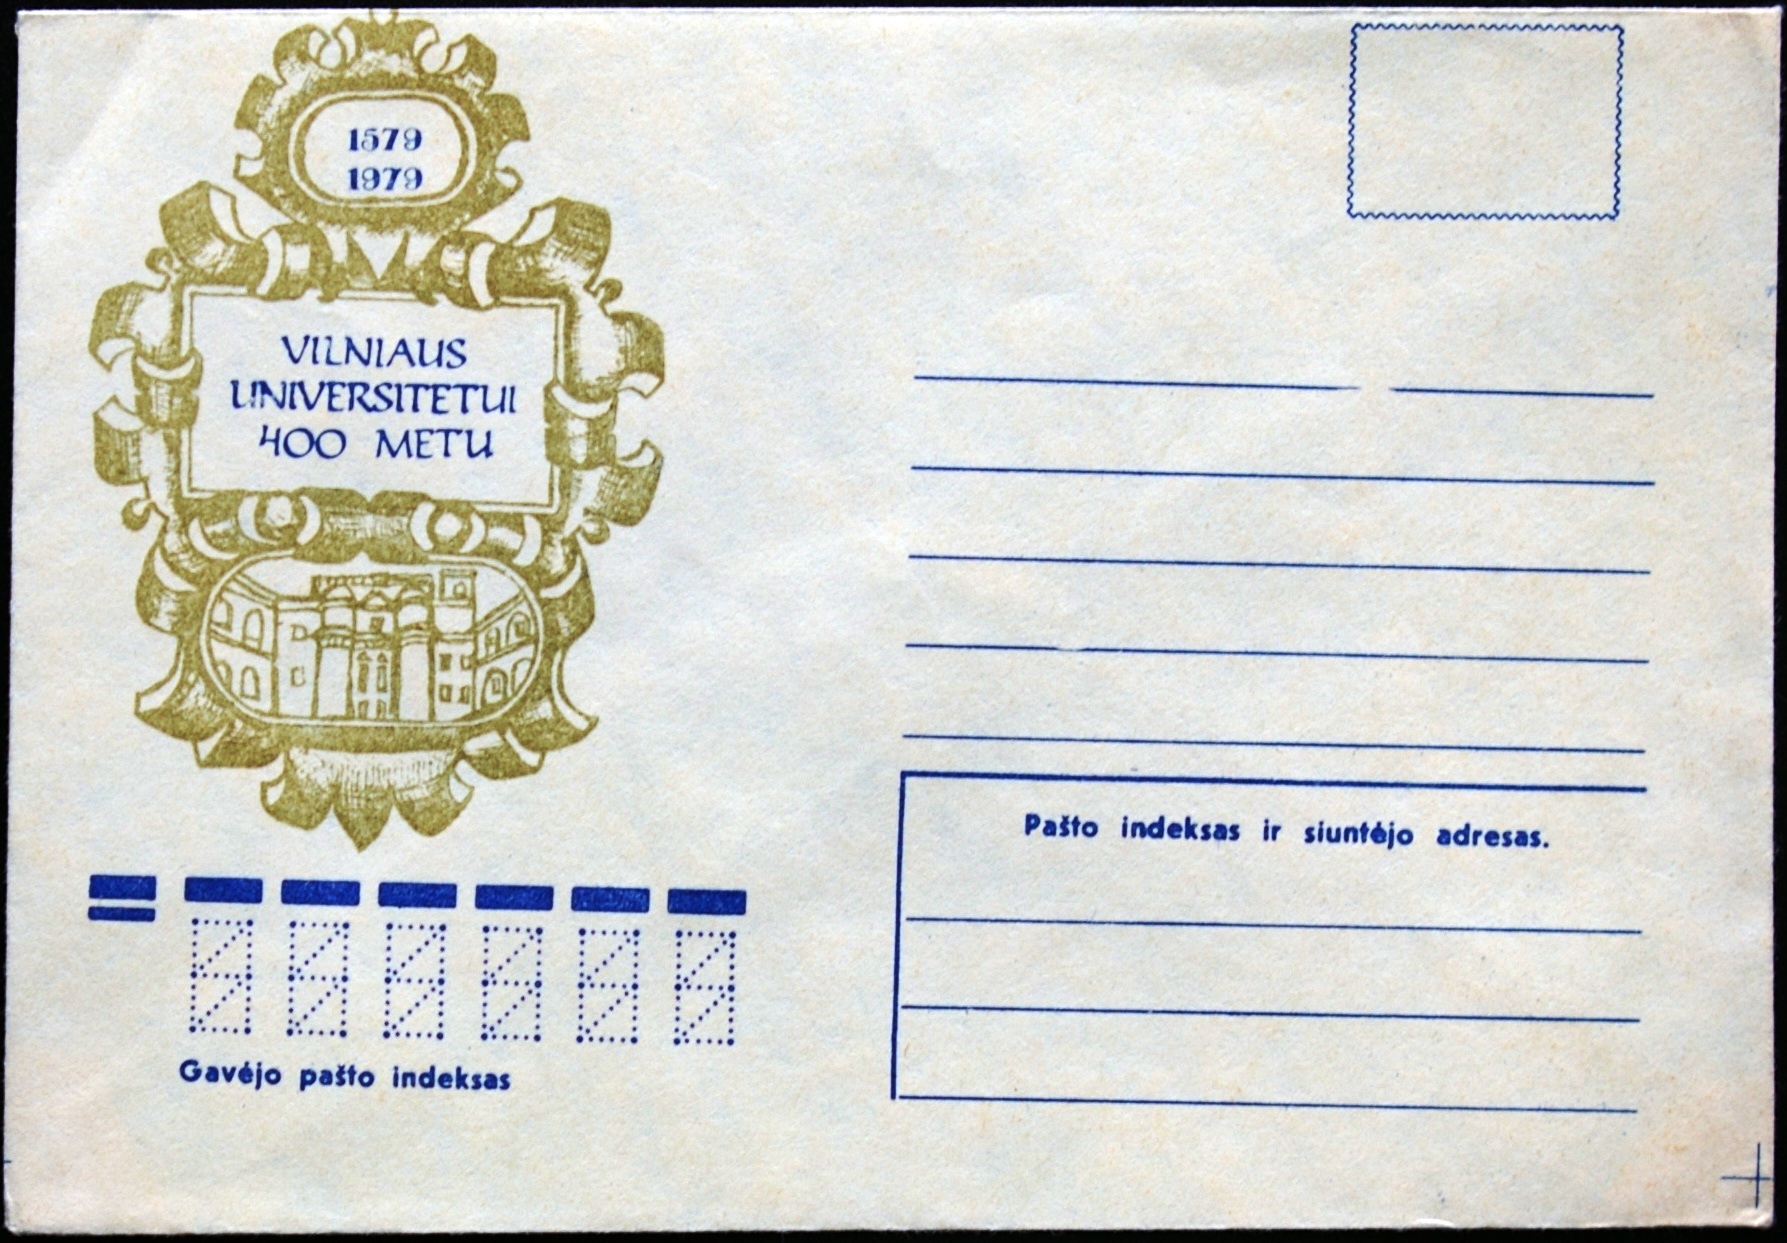 1579
1979
VILNIAUS
UNIVERSITETUI
400 METU
Pašto indeksas ir siuntėjo adresas.
Gavėjo pašto indeksas